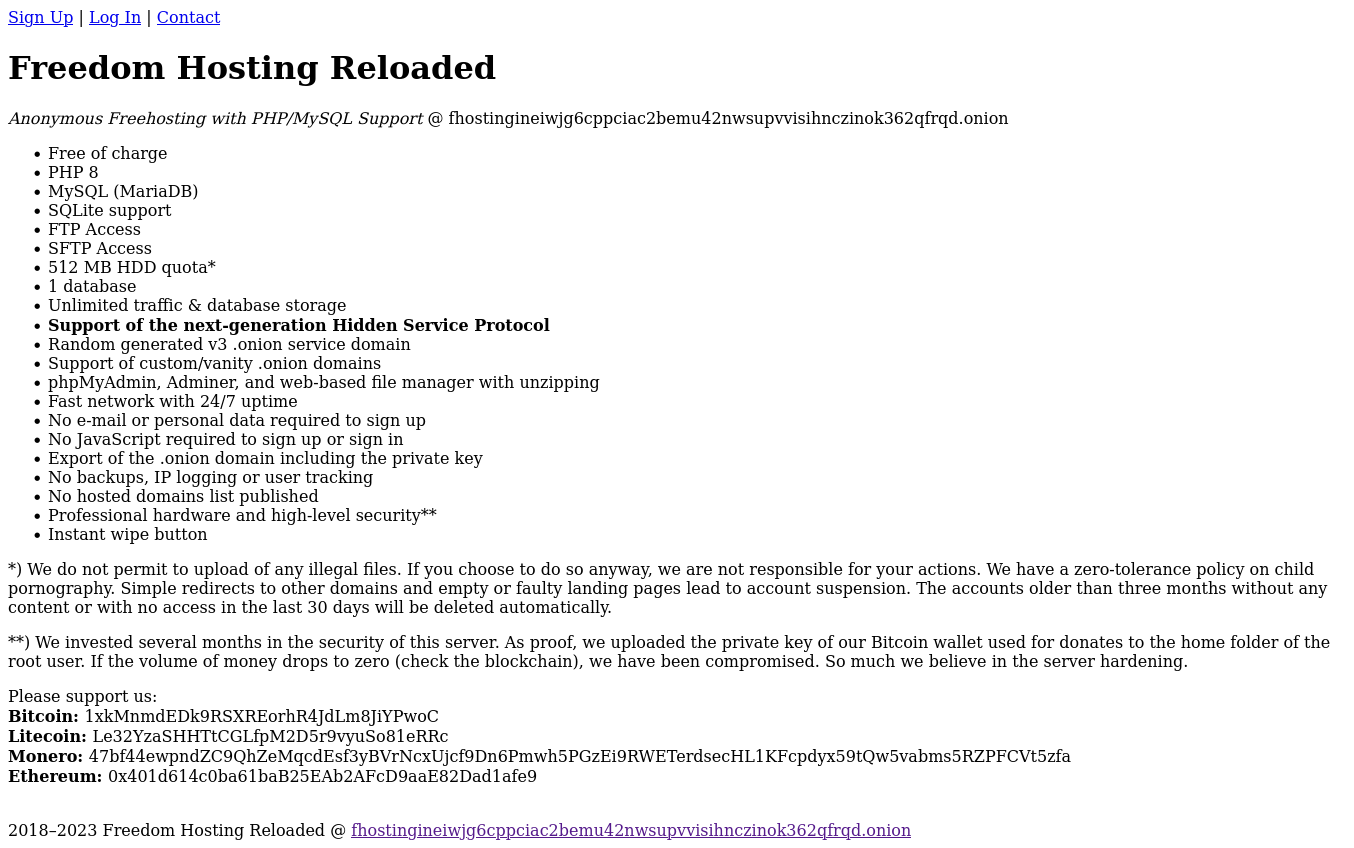 Sign Up | Log In | Contact
Freedom Hosting Reloaded
Anonymous Freehosting with PHP/MySQL Support @ fhostingineiwjg6cppciac2bemu42nwsupvvisihnczinok362qfrqd.onion
• Free of charge
• PHP 8
• MySQL (MariaDB)
• SQLite support
• FTP Access
• SFTP Access
• 512 MB HDD quota*
• 1 database
• Unlimited traffic & database storage
• Support of the next-generation Hidden Service Protocol
• Random generated v3 .onion service domain
• Support of custom/vanity .onion domains
• phpMyAdmin, Adminer, and web-based file manager with unzipping
• Fast network with 24/7 uptime
• No e-mail or personal data required to sign up
• No JavaScript required to sign up or sign in
• Export of the .onion domain including the private key
• No backups, IP logging or user tracking
• No hosted domains list published
• Professional hardware and high-level security**
• Instant wipe button
*) We do not permit to upload of any illegal files. If you choose to do so anyway, we are not responsible for your actions. We have a zero-tolerance policy on child
pornography. Simple redirects to other domains and empty or faulty landing pages lead to account suspension. The accounts older than three months without any
content or with no access in the last 30 days will be deleted automatically.
**) We invested several months in the security of this server. As proof, we uploaded the private key of our Bitcoin wallet used for donates to the home folder of the
root user. If the volume of money drops to zero (check the blockchain), we have been compromised. So much we believe in the server hardening.
Please support us:
Bitcoin: 1xkMnmdEDk9RSXREorhR4JdLm8JiYPwoC
Litecoin: Le32YzaSHHTtCGLfpM2D5r9vyuSo81eRRc
Monero: 47bf44ewpndZC9QhZeMqcdEsf3yBVrNcxUjcf9Dn6Pmwh5PGzEi9RWETerdsecHL1KFcpdyx59tQw5vabms5RZPFCVt5zfa
Ethereum: 0x401d614c0ba61baB25EAb2AFcD9aaE82Dad1afe9
2018–2023 Freedom Hosting Reloaded @ fhostingineiwjg6cppciac2bemu42nwsupvvisihnczinok362qfrqd.onion